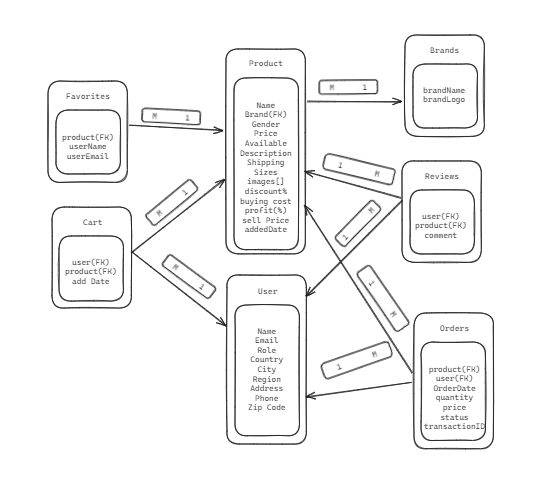 Brands
Product
brandName
brandLogo
M 1
Favorites
product(FK)
userName
userEmail
M 1
Name
Brand(FK)
Gender
Price
Available
Description
Shipping
Sizes
images[]
discount%
buying cost
profit(%)
sell Price
addedDate
1 M
Reviews
user(FK)
product(FK)
comment
Cart
user(FK)
product(FK)
add Date
M 1
M 1
1 M
1 M
User
Name
Email
Role
Country
City
Region
Address
Phone
Zip Code
1 M
Orders
product(FK)
user(FK)
OrderDate
quantity
price
status
transactionID